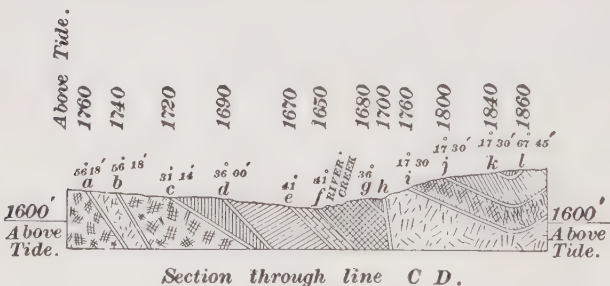 Above Tide.
1760 1740 1720 1690 1670 1650 1680 1700 1760 1800 1840 1860
Above Tide.
56° 18′ 56° 18′ 31° 14′ 36° 00′ 41° 41° RIVER. CREEK 36° 17° 30 17° 30′ 17° 30′ 67° 45′
a b c d e f g h i j k l
1600′ 1600′
Above Above
Tide. Tide.
Section through line C D.